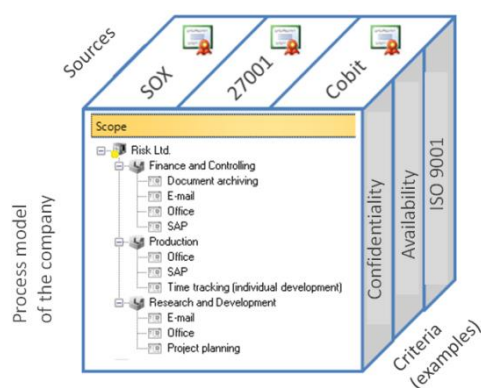 Sources
SOX
27001
Cobit
Scope
Risk Ltd.
Finance and Controlling
Document archiving
E-mail
Office
SAP
Production
Office
SAP
Time tracking (individual development)
Research and Development
E-mail
Office
Project planning
Process model
of the company
Confidentiality
Availability
ISO 9001
Criteria
(examples)